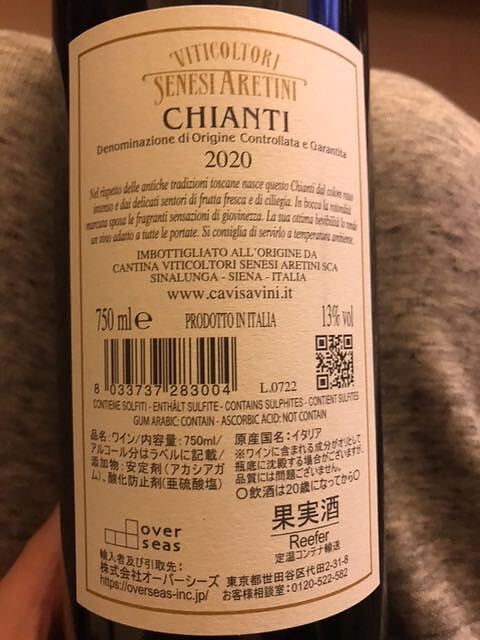 VITICOLTORI
SENESI ARETINI
CHIANTI
Denominazione di Origine Controllata e Garantita
2020
Nel rispetto delle antiche tradizioni toscane nasce questo Chianti dal colore rosso
intenso e dai delicati sentori di frutta fresca e di ciliegia. In bocca la rotondità
marcata sposa le fragranti sensazioni di giovinezza. La sua ottima bevibilità lo rende
un vino adatto a tutte le portate. Si consiglia di servirlo a temperatura ambiente.
IMBOTTIGLIATO ALL'ORIGINE DA
CANTINA VITICOLTORI SENESI ARETINI SCA
SINALUNGA - SIENA - ITALIA
www.cavisavini.it
750 ml e PRODOTTO IN ITALIA 13% vol
8 033737 283004 L.0722
CONTIENE SOLFITI - ENTHÄLT SULFITE - CONTAINS SULPHITES - CONTIENT SULFITES
GUM ARABIC: CONTAIN - ASCORBIC ACID: NOT CONTAIN
品名:ワイン/内容量:750ml/
アルコール分はラベルに記載/
添加物:安定剤(アカシアガ
ム)、酸化防止剤(亜硫酸塩)
原産国名:イタリア
※ワインに含まれる成分がオリとして
瓶底に沈殿する場合がございますが、
品質には問題ございません。
○飲酒は20歳になってから○
over
seas
果実酒
Reefer
定温コンテナ輸送
輸入者及び引取先:
株式会社オーバーシーズ 東京都世田谷区代田2-31-8
https://overseas-inc.jp/ お客様相談室:0120-522-582